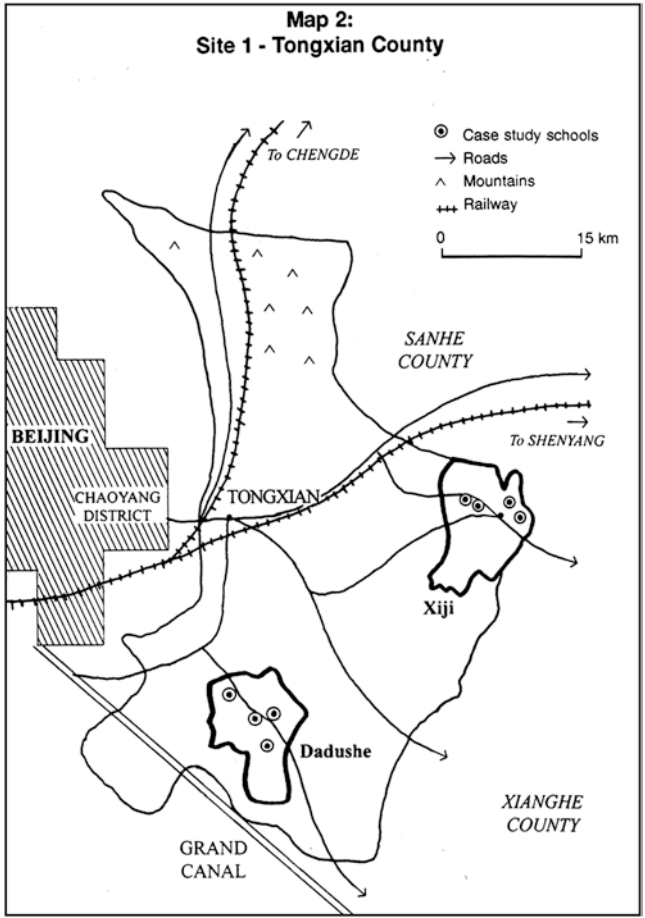 Map 2:
Site 1 - Tongxian County
To CHENGDE
Case study schools
Roads
Mountains
Railway
0 15 km
SANHE
COUNTY
BEIJING
To SHENYANG
CHAOYANG
DISTRICT
TONGXIAN
Xiji
Dadushe
XIANGHE
COUNTY
GRAND
CANAL